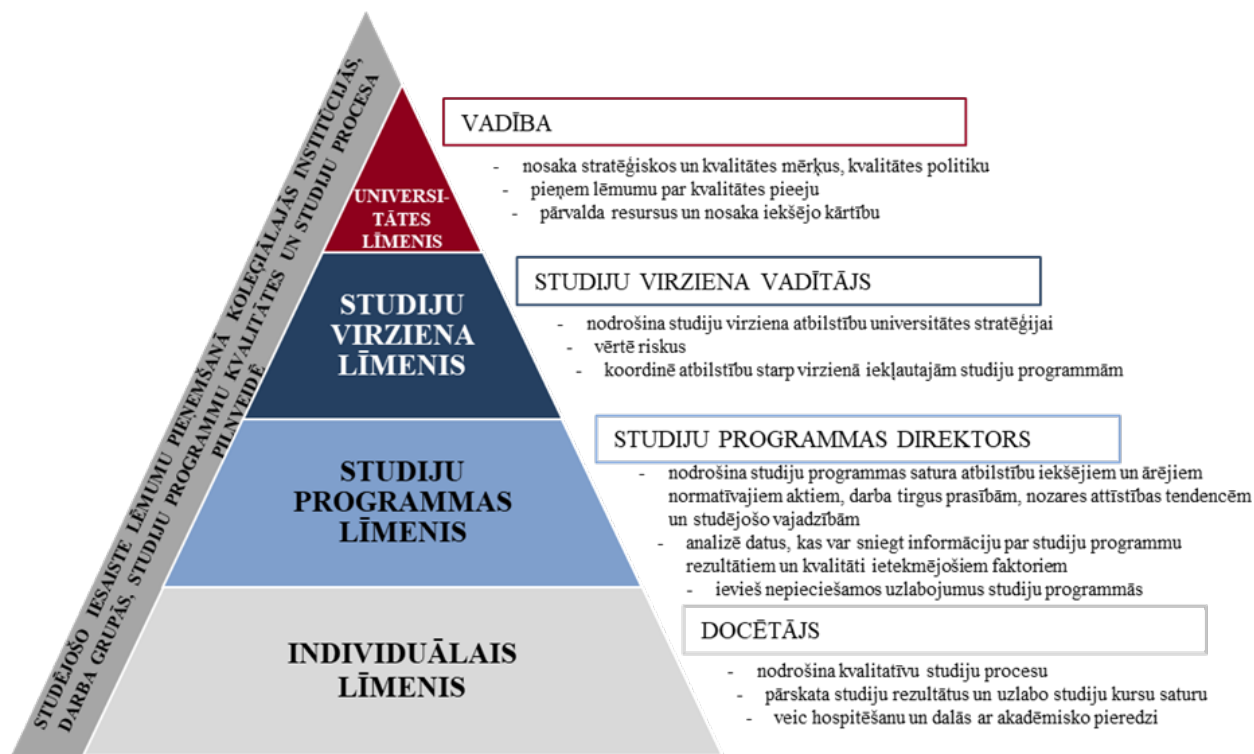 STUDĒJOŠO IESAISTE LĒMUMU PIEŅEMŠANĀ KOLEĢIĀLAJĀS INSTITŪCIJĀS,
DARBA GRUPĀS, STUDIJU PROGRAMMU KVALITĀTES UN STUDIJU PROCESA
PILNVEIDĒ
UNIVERSI-
TĀTES
LĪMENIS
VADĪBA
- nosaka stratēģiskos un kvalitātes mērķus, kvalitātes politiku
- pieņem lēmumu par kvalitātes pieeju
- pārvalda resursus un nosaka iekšējo kārtību
STUDIJU
VIRZIENA
LĪMENIS
STUDIJU VIRZIENA VADĪTĀJS
- nodrošina studiju virziena atbilstību universitātes stratēģijai
- vērtē riskus
- koordinē atbilstību starp virzienā iekļautajām studiju programmām
STUDIJU
PROGRAMMAS
LĪMENIS
STUDIJU PROGRAMMAS DIREKTORS
- nodrošina studiju programmas satura atbilstību iekšējiem un ārējiem
normatīvajiem aktiem, darba tirgus prasībām, nozares attīstības tendencēm
un studējošo vajadzībām
- analizē datus, kas var sniegt informāciju par studiju programmu
rezultātiem un kvalitāti ietekmējošiem faktoriem
- ievieš nepieciešamos uzlabojumus studiju programmās
INDIVIDUĀLAIS
LĪMENIS
DOCĒTĀJS
- nodrošina kvalitatīvu studiju procesu
- pārskata studiju rezultātus un uzlabo studiju kursu saturu
- veic hospitēšanu un dalās ar akadēmisko pieredzi